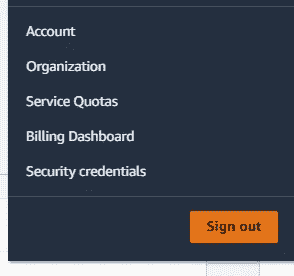 Account
Organization
Service Quotas
Billing Dashboard
Security credentials
Sign out